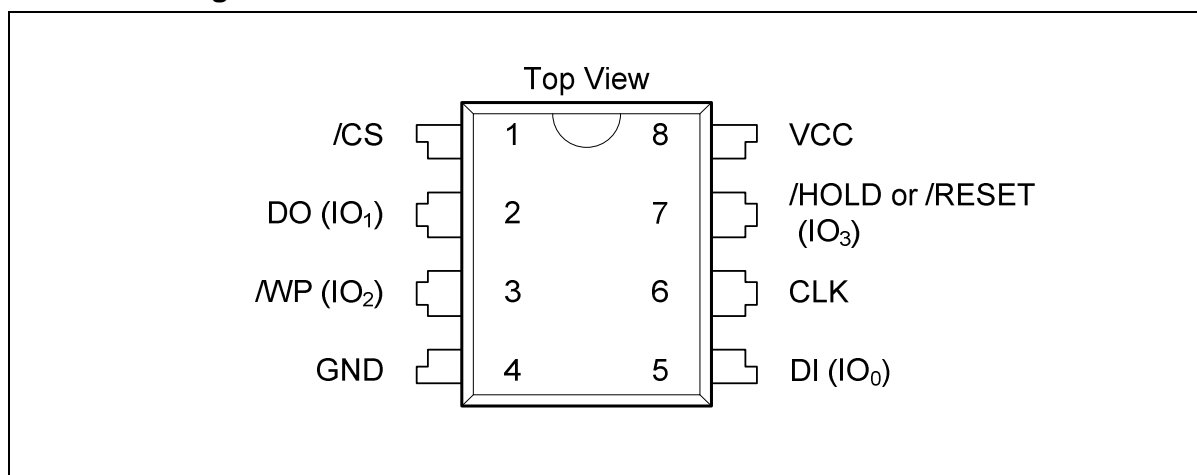 Top View
/CS 1 8 VCC
DO (IO₁) 2 7 /HOLD or /RESET
(IO₃)
/WP (IO₂) 3 6 CLK
GND 4 5 DI (IO₀)